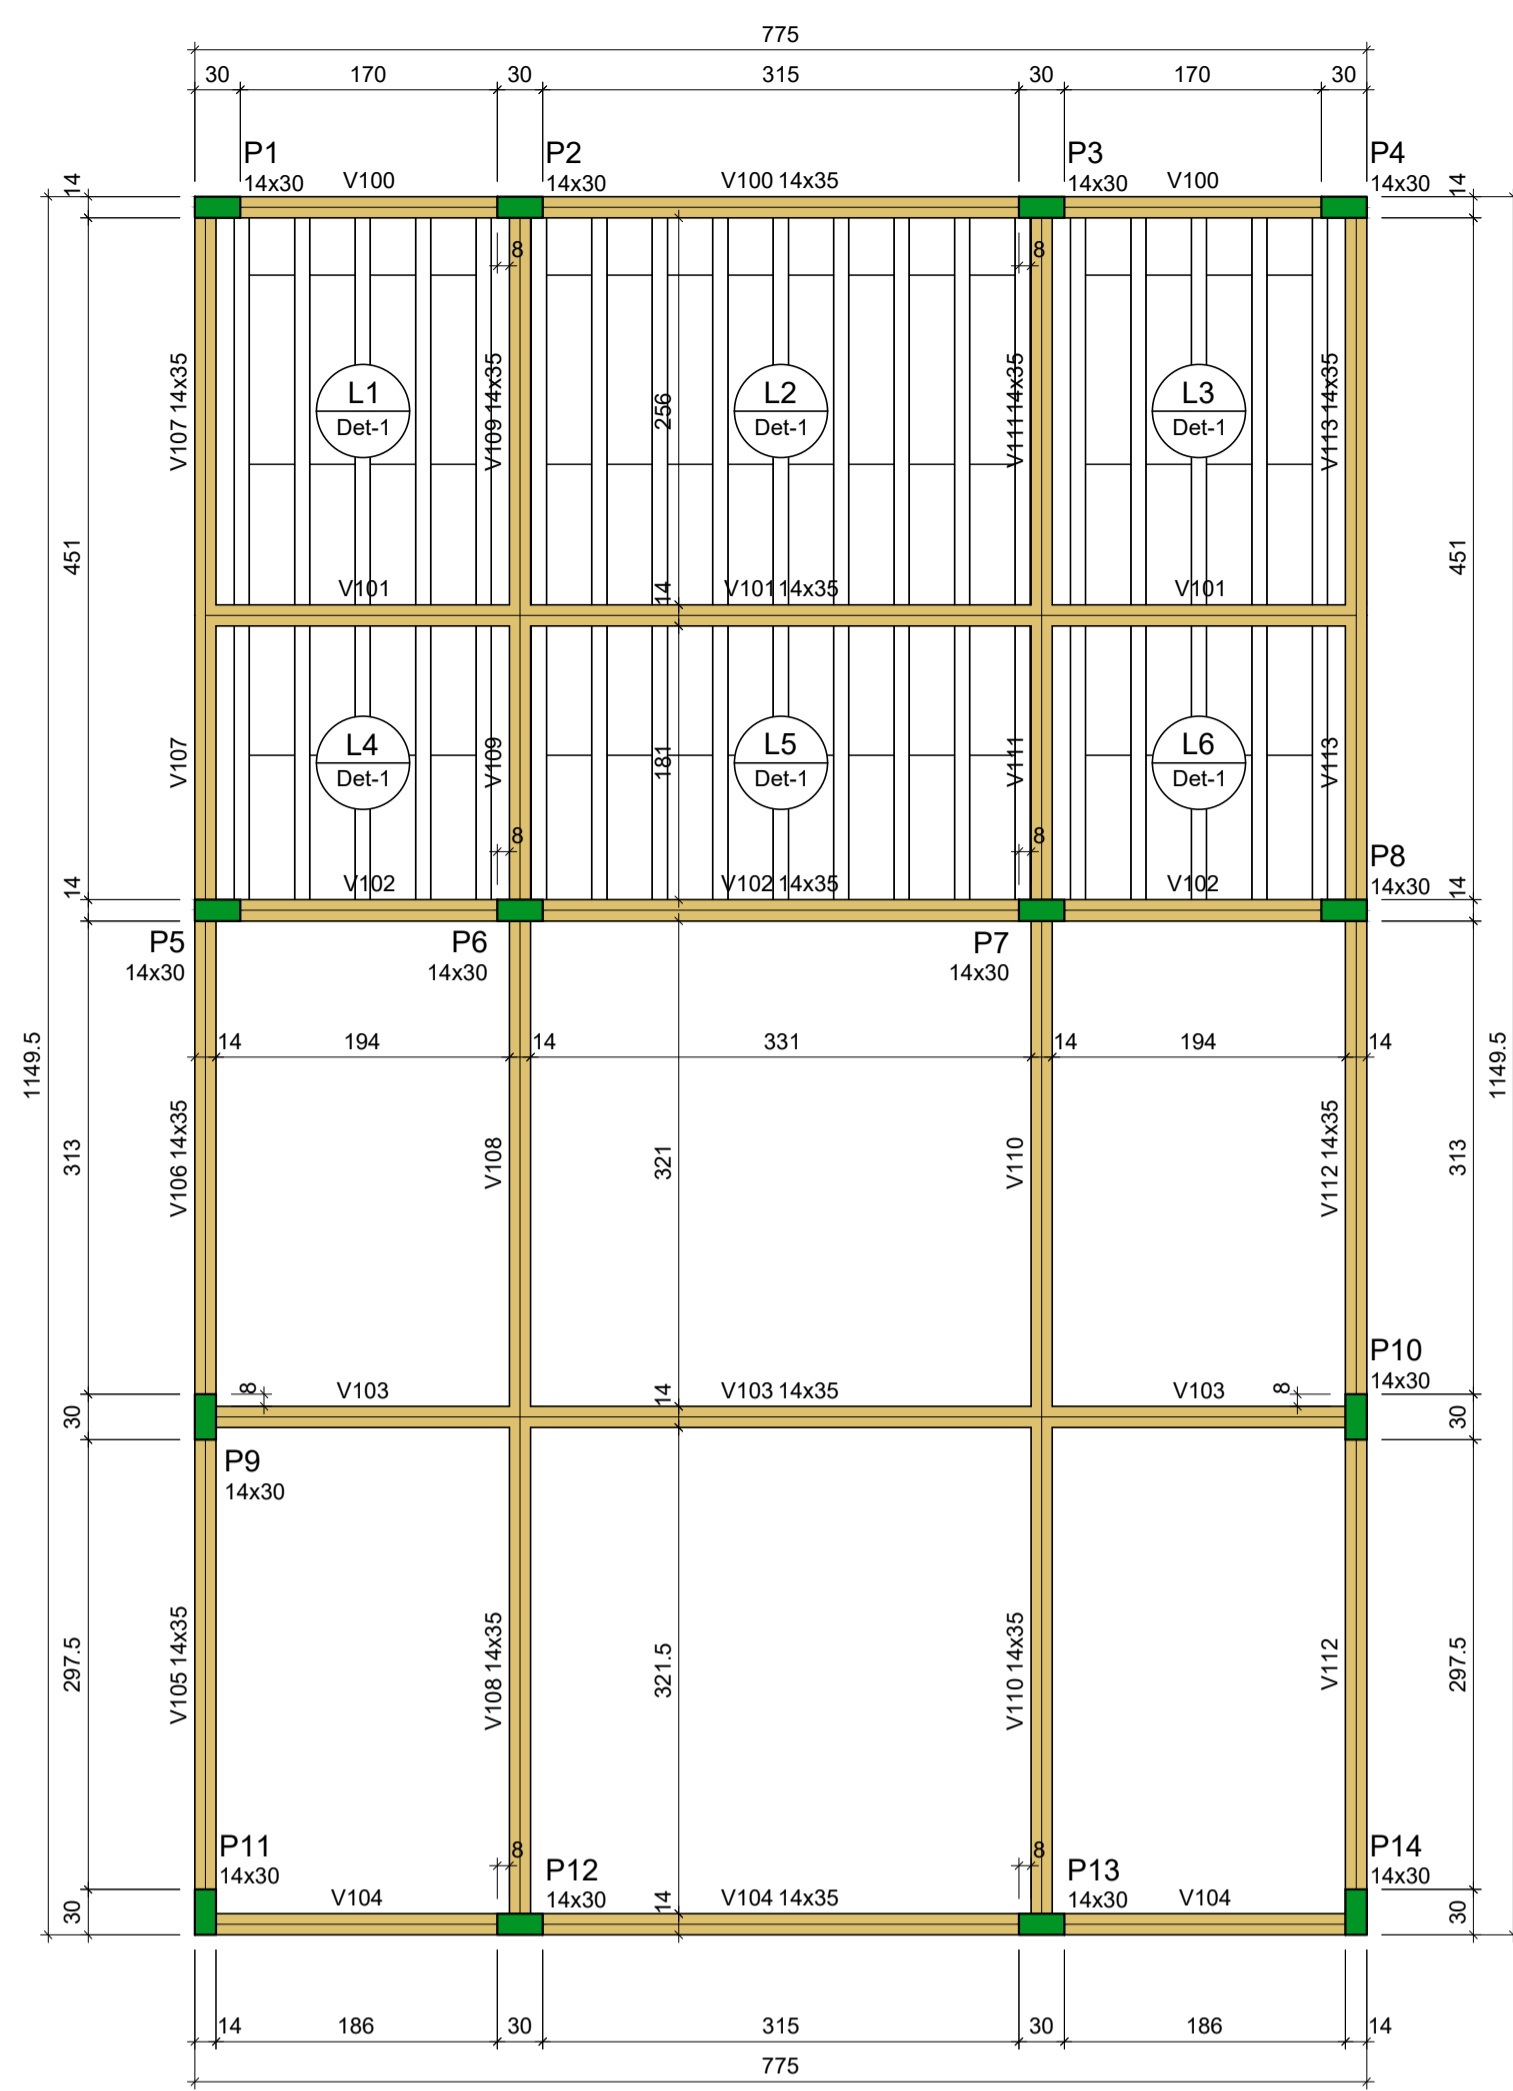 775
30 170 30 315 30 170 30
P1 P2 P3 P4
14x30 V100 14x30 V100 14x35 14x30 V100 14x30
14 14
8 8
V107 14x35 V109 14x35 V111 14x35 V113 14x35
L1 L2 L3
Det-1 256 Det-1 Det-1
451 451
V101 14 V101 14x35 V101
L4 L5 L6
V107 Det-1 V109 181 Det-1 V111 Det-1 V113
8 8
P8
14 V102 V102 14x35 V102 14x30 14
P5 P6 P7
14x30 14x30 14x30
14 194 14 331 14 194 14
1149.5 1149.5
313 V106 14x35 V108 321 V110 V112 14x35 313
P10
8 V103 14 V103 14x35 V103 8 14x30
30 30
P9
14x30
297.5 V105 14x35 V108 14x35 321.5 V110 14x35 V112 297.5
P11 8 P12 8 P13 P14
14x30 14x30 14x30 14x30
30 V104 14 V104 14x35 V104 30
14 186 30 315 30 186 14
775